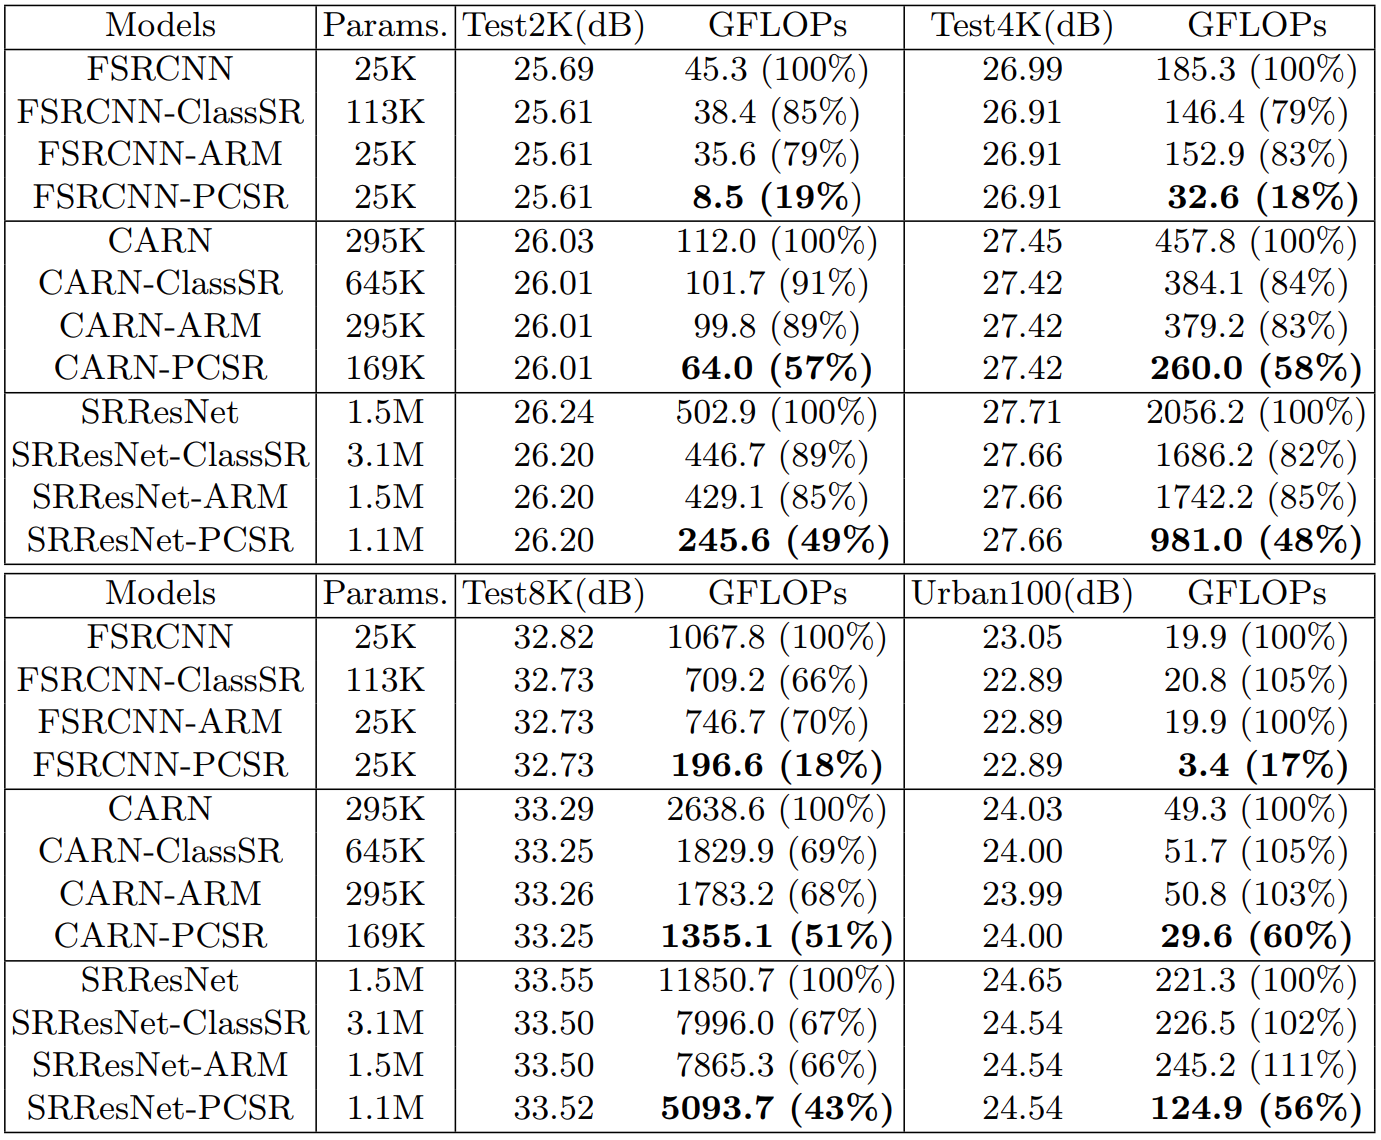 Models Params. Test2K(dB) GFLOPs Test4K(dB) GFLOPs
FSRCNN 25K 25.69 45.3 (100%) 26.99 185.3 (100%)
FSRCNN-ClassSR 113K 25.61 38.4 (85%) 26.91 146.4 (79%)
FSRCNN-ARM 25K 25.61 35.6 (79%) 26.91 152.9 (83%)
FSRCNN-PCSR 25K 25.61 8.5 (19%) 26.91 32.6 (18%)
CARN 295K 26.03 112.0 (100%) 27.45 457.8 (100%)
CARN-ClassSR 645K 26.01 101.7 (91%) 27.42 384.1 (84%)
CARN-ARM 295K 26.01 99.8 (89%) 27.42 379.2 (83%)
CARN-PCSR 169K 26.01 64.0 (57%) 27.42 260.0 (58%)
SRResNet 1.5M 26.24 502.9 (100%) 27.71 2056.2 (100%)
SRResNet-ClassSR 3.1M 26.20 446.7 (89%) 27.66 1686.2 (82%)
SRResNet-ARM 1.5M 26.20 429.1 (85%) 27.66 1742.2 (85%)
SRResNet-PCSR 1.1M 26.20 245.6 (49%) 27.66 981.0 (48%)
Models Params. Test8K(dB) GFLOPs Urban100(dB) GFLOPs
FSRCNN 25K 32.82 1067.8 (100%) 23.05 19.9 (100%)
FSRCNN-ClassSR 113K 32.73 709.2 (66%) 22.89 20.8 (105%)
FSRCNN-ARM 25K 32.73 746.7 (70%) 22.89 19.9 (100%)
FSRCNN-PCSR 25K 32.73 196.6 (18%) 22.89 3.4 (17%)
CARN 295K 33.29 2638.6 (100%) 24.03 49.3 (100%)
CARN-ClassSR 645K 33.25 1829.9 (69%) 24.00 51.7 (105%)
CARN-ARM 295K 33.26 1783.2 (68%) 23.99 50.8 (103%)
CARN-PCSR 169K 33.25 1355.1 (51%) 24.00 29.6 (60%)
SRResNet 1.5M 33.55 11850.7 (100%) 24.65 221.3 (100%)
SRResNet-ClassSR 3.1M 33.50 7996.0 (67%) 24.54 226.5 (102%)
SRResNet-ARM 1.5M 33.50 7865.3 (66%) 24.54 245.2 (111%)
SRResNet-PCSR 1.1M 33.52 5093.7 (43%) 24.54 124.9 (56%)